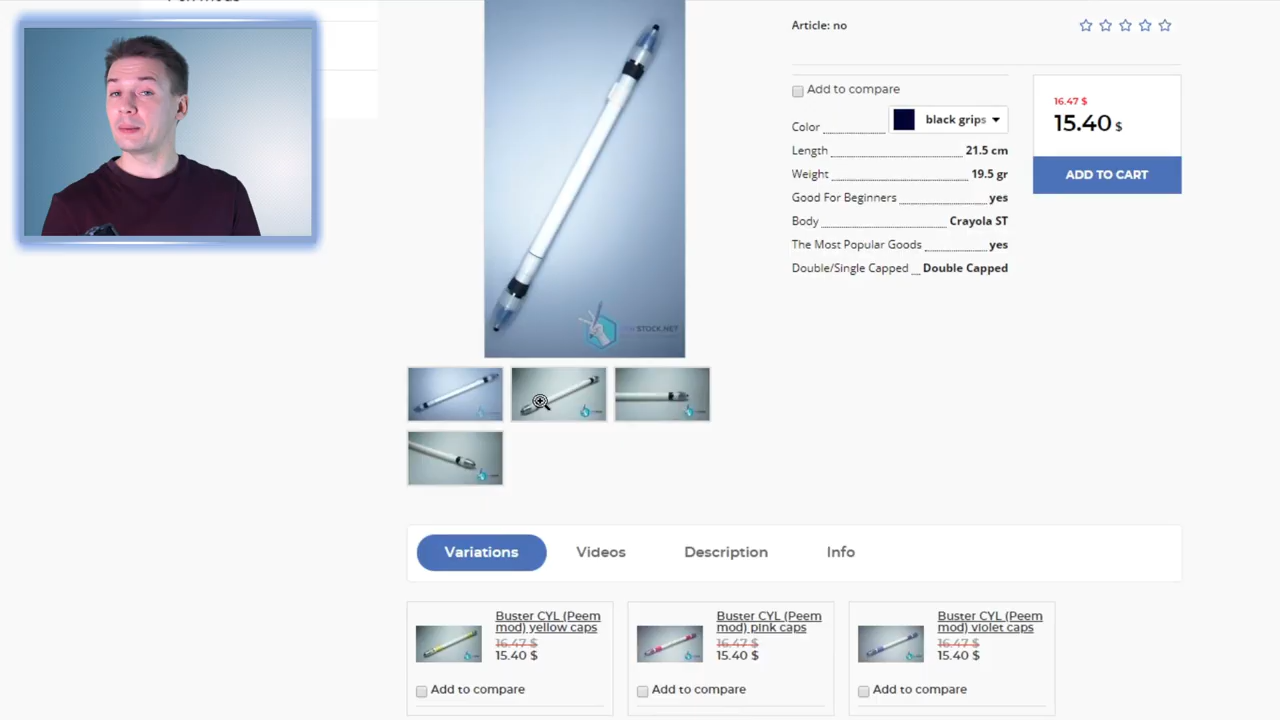 Article: no
Add to compare
16.47 $
15.40 $
Color black grips
Length 21.5 cm
Weight 19.5 gr
ADD TO CART
Good For Beginners yes
Body Crayola ST
The Most Popular Goods yes
Double/Single Capped Double Capped
STOCK.NET
Variations
Videos
Description
Info
Buster CYL (Peem
mod) yellow caps
16.47 $
15.40 $
Add to compare
Buster CYL (Peem
mod) pink caps
16.47 $
15.40 $
Add to compare
Buster CYL (Peem
mod) violet caps
16.47 $
15.40 $
Add to compare